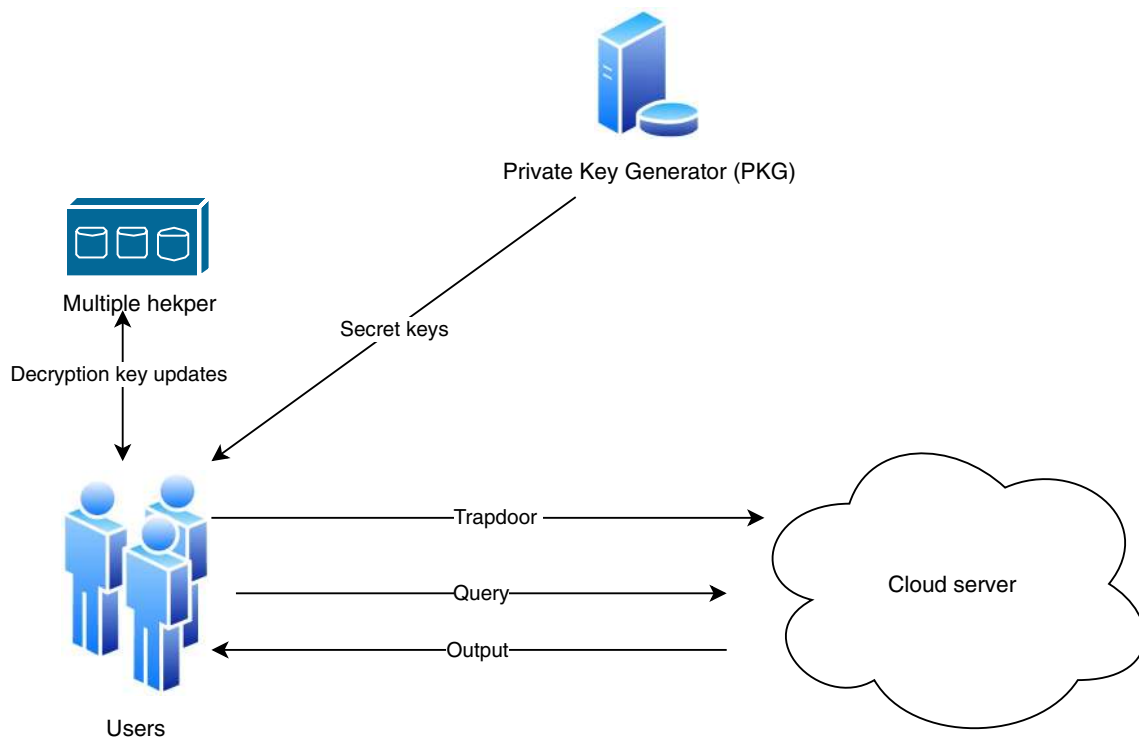 Private Key Generator (PKG)
Multiple hekper
Secret keys
Decryption key updates
Trapdoor
Query
Cloud server
Output
Users